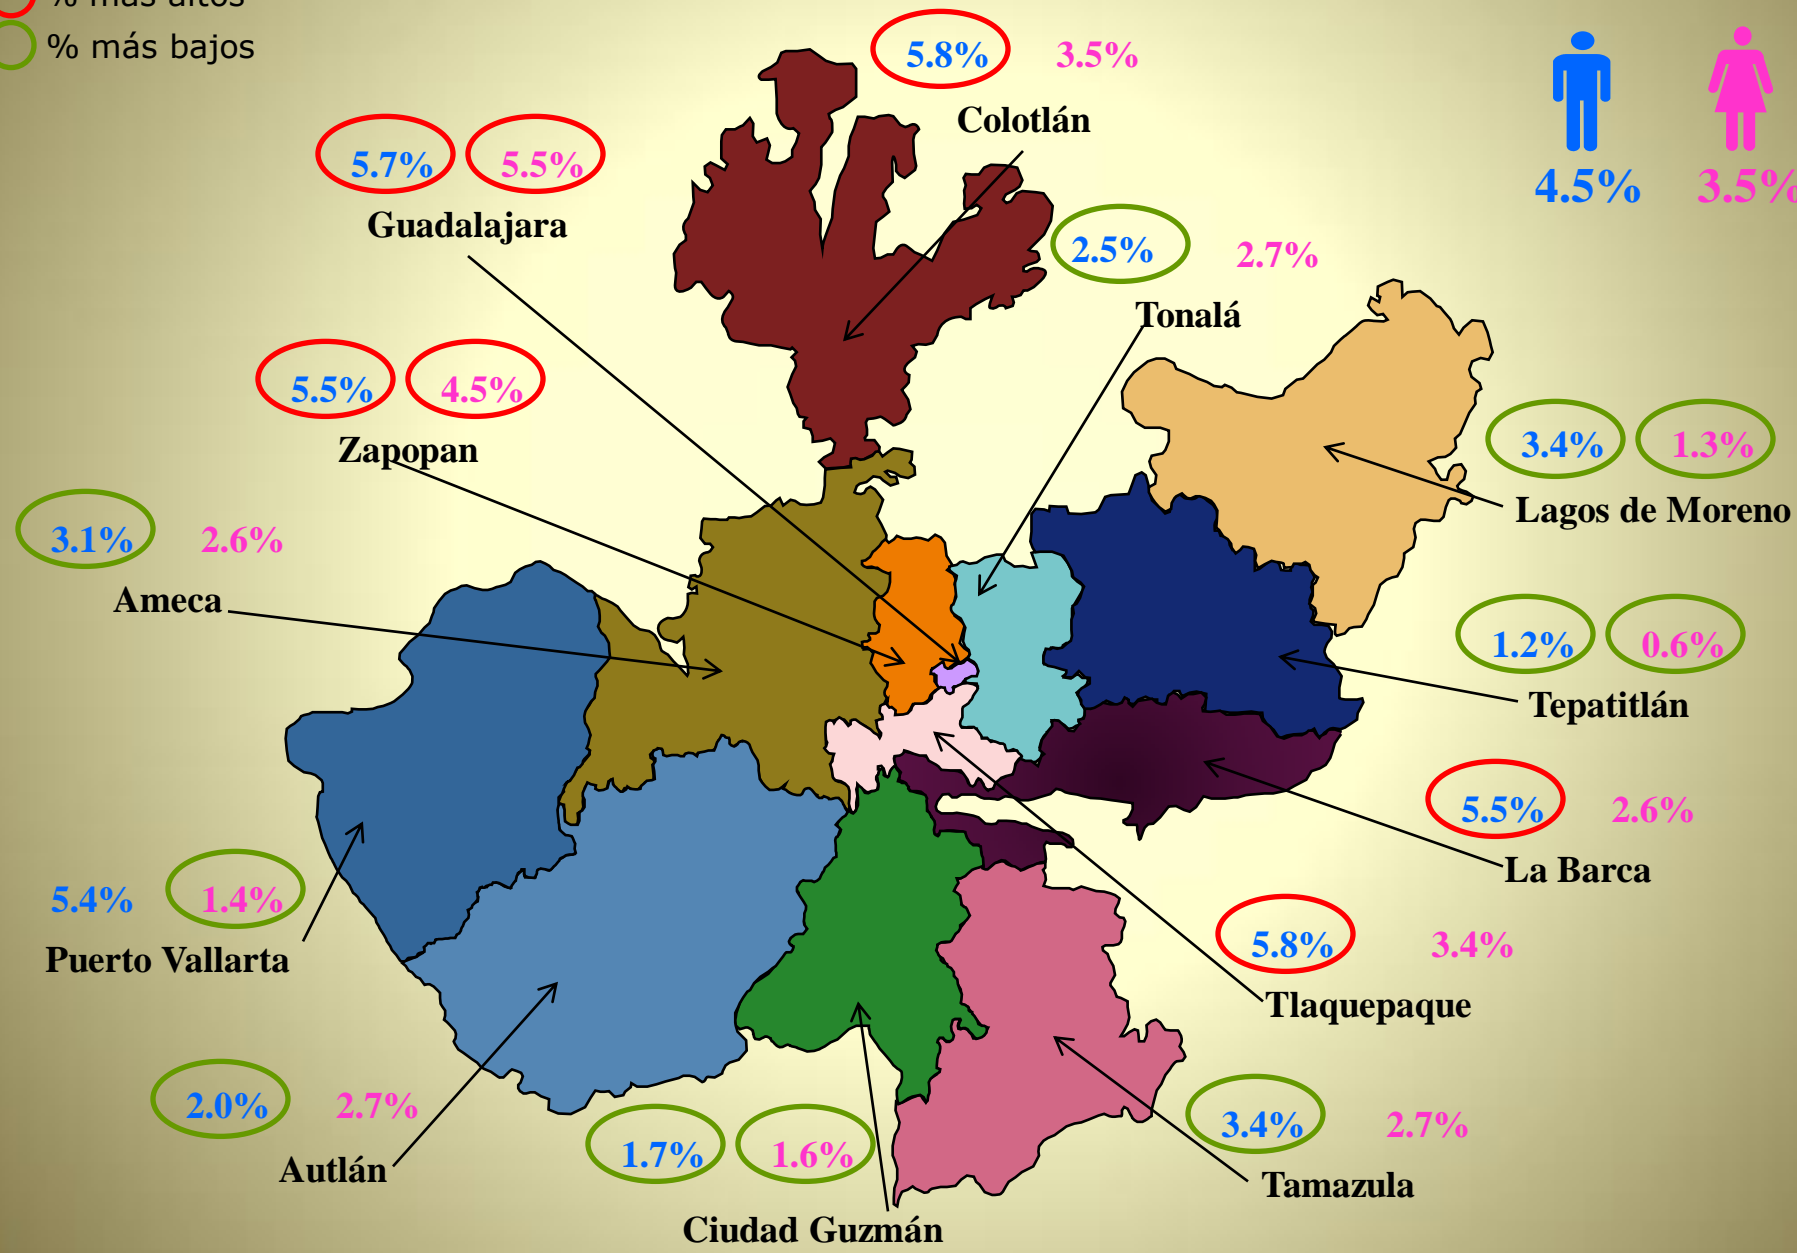 % más altos
% más bajos
5.8% 3.5%
Colotlán
4.5% 3.5%
5.7% 5.5%
Guadalajara
2.5% 2.7%
Tonalá
5.5% 4.5%
Zapopan
3.4% 1.3%
Lagos de Moreno
3.1% 2.6%
Ameca
1.2% 0.6%
Tepatitlán
5.5% 2.6%
La Barca
5.4% 1.4%
Puerto Vallarta
5.8% 3.4%
Tlaquepaque
2.0% 2.7%
Autlán
1.7% 1.6%
Ciudad Guzmán
3.4% 2.7%
Tamazula